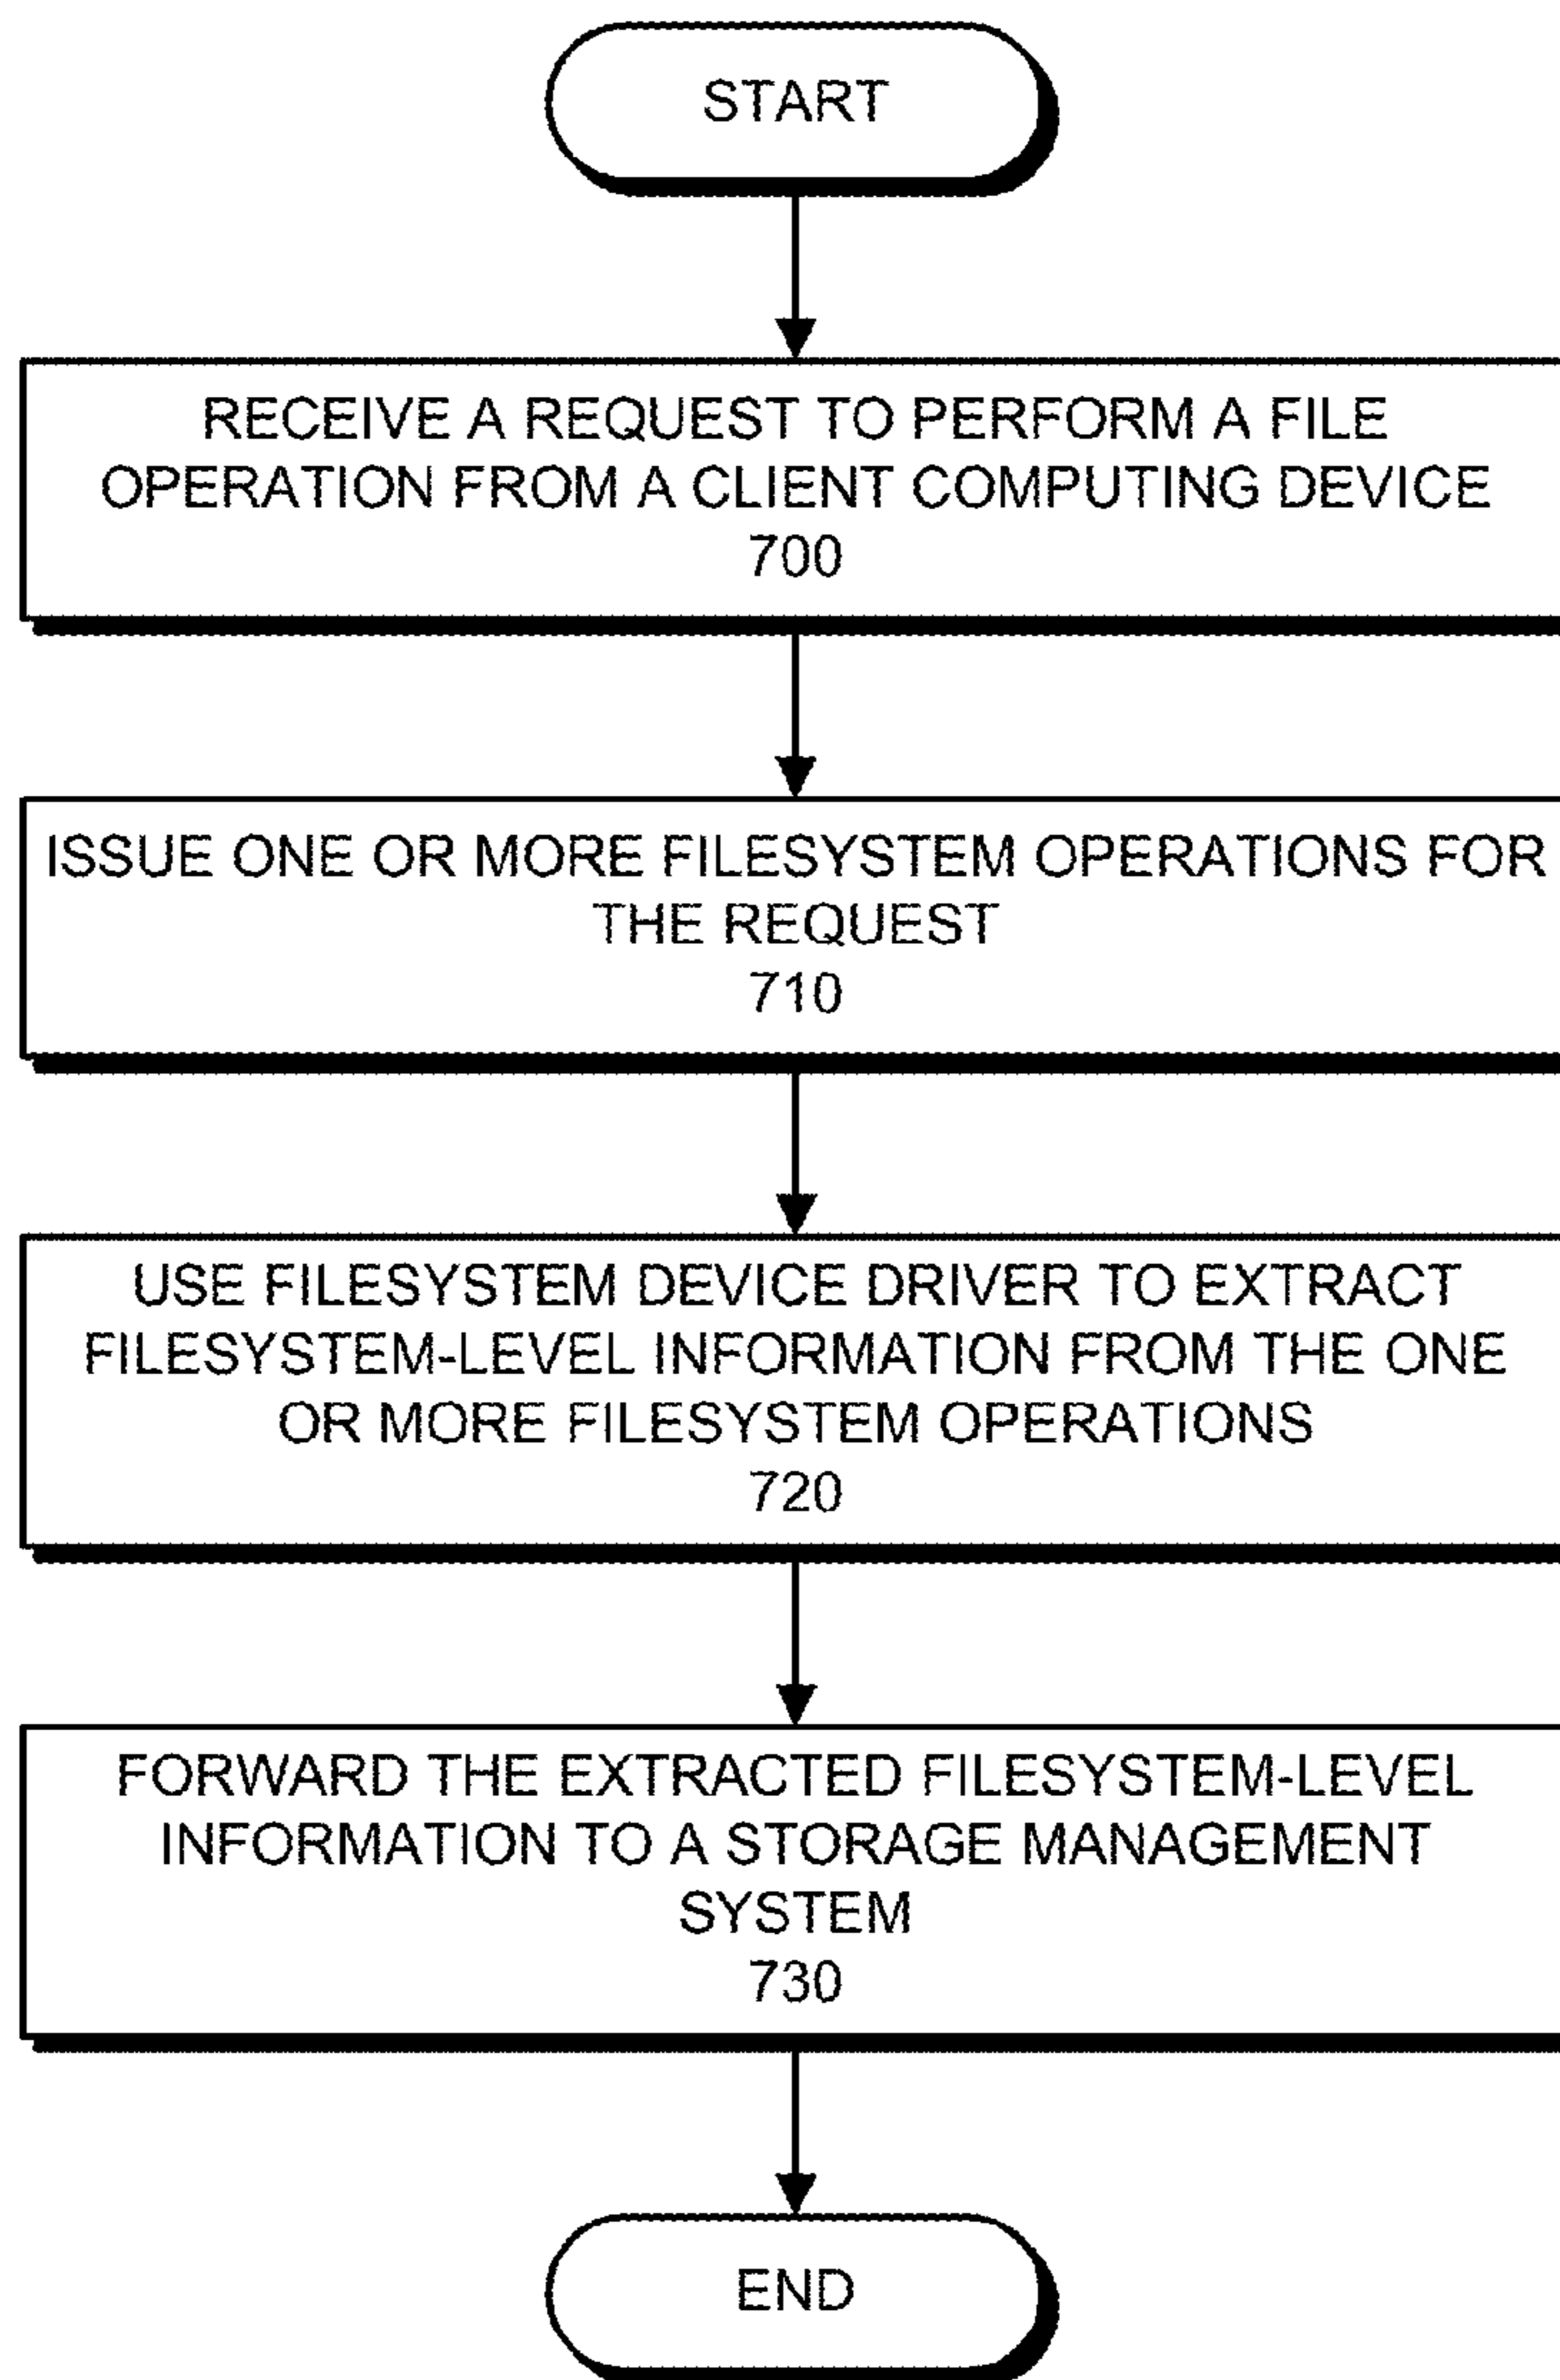 START
RECEIVE A REQUEST TO PERFORM A FILE
OPERATION FROM A CLIENT COMPUTING DEVICE
700
ISSUE ONE OR MORE FILESYSTEM OPERATIONS FOR
THE REQUEST
710
USE FILESYSTEM DEVICE DRIVER TO EXTRACT
FILESYSTEM-LEVEL INFORMATION FROM THE ONE
OR MORE FILESYSTEM OPERATIONS
720
FORWARD THE EXTRACTED FILESYSTEM-LEVEL
INFORMATION TO A STORAGE MANAGEMENT
SYSTEM
730
END